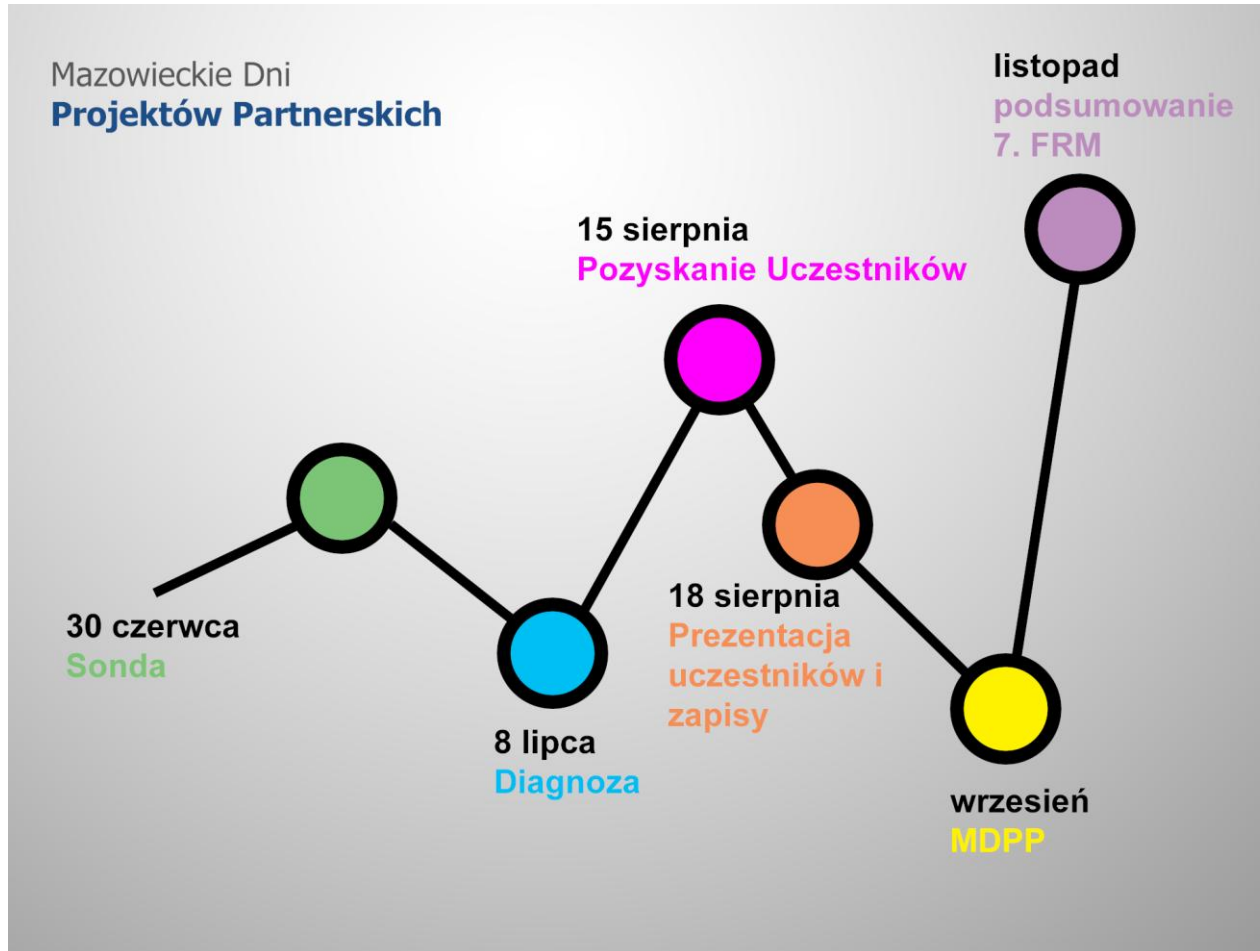 Mazowieckie Dni
Projektów Partnerskich
30 czerwca
Sonda
8 lipca
Diagnoza
15 sierpnia
Pozyskanie Uczestników
18 sierpnia
Prezentacja
uczestników i
zapisy
wrzesień
MDPP
listopad
podsumowanie
7. FRM